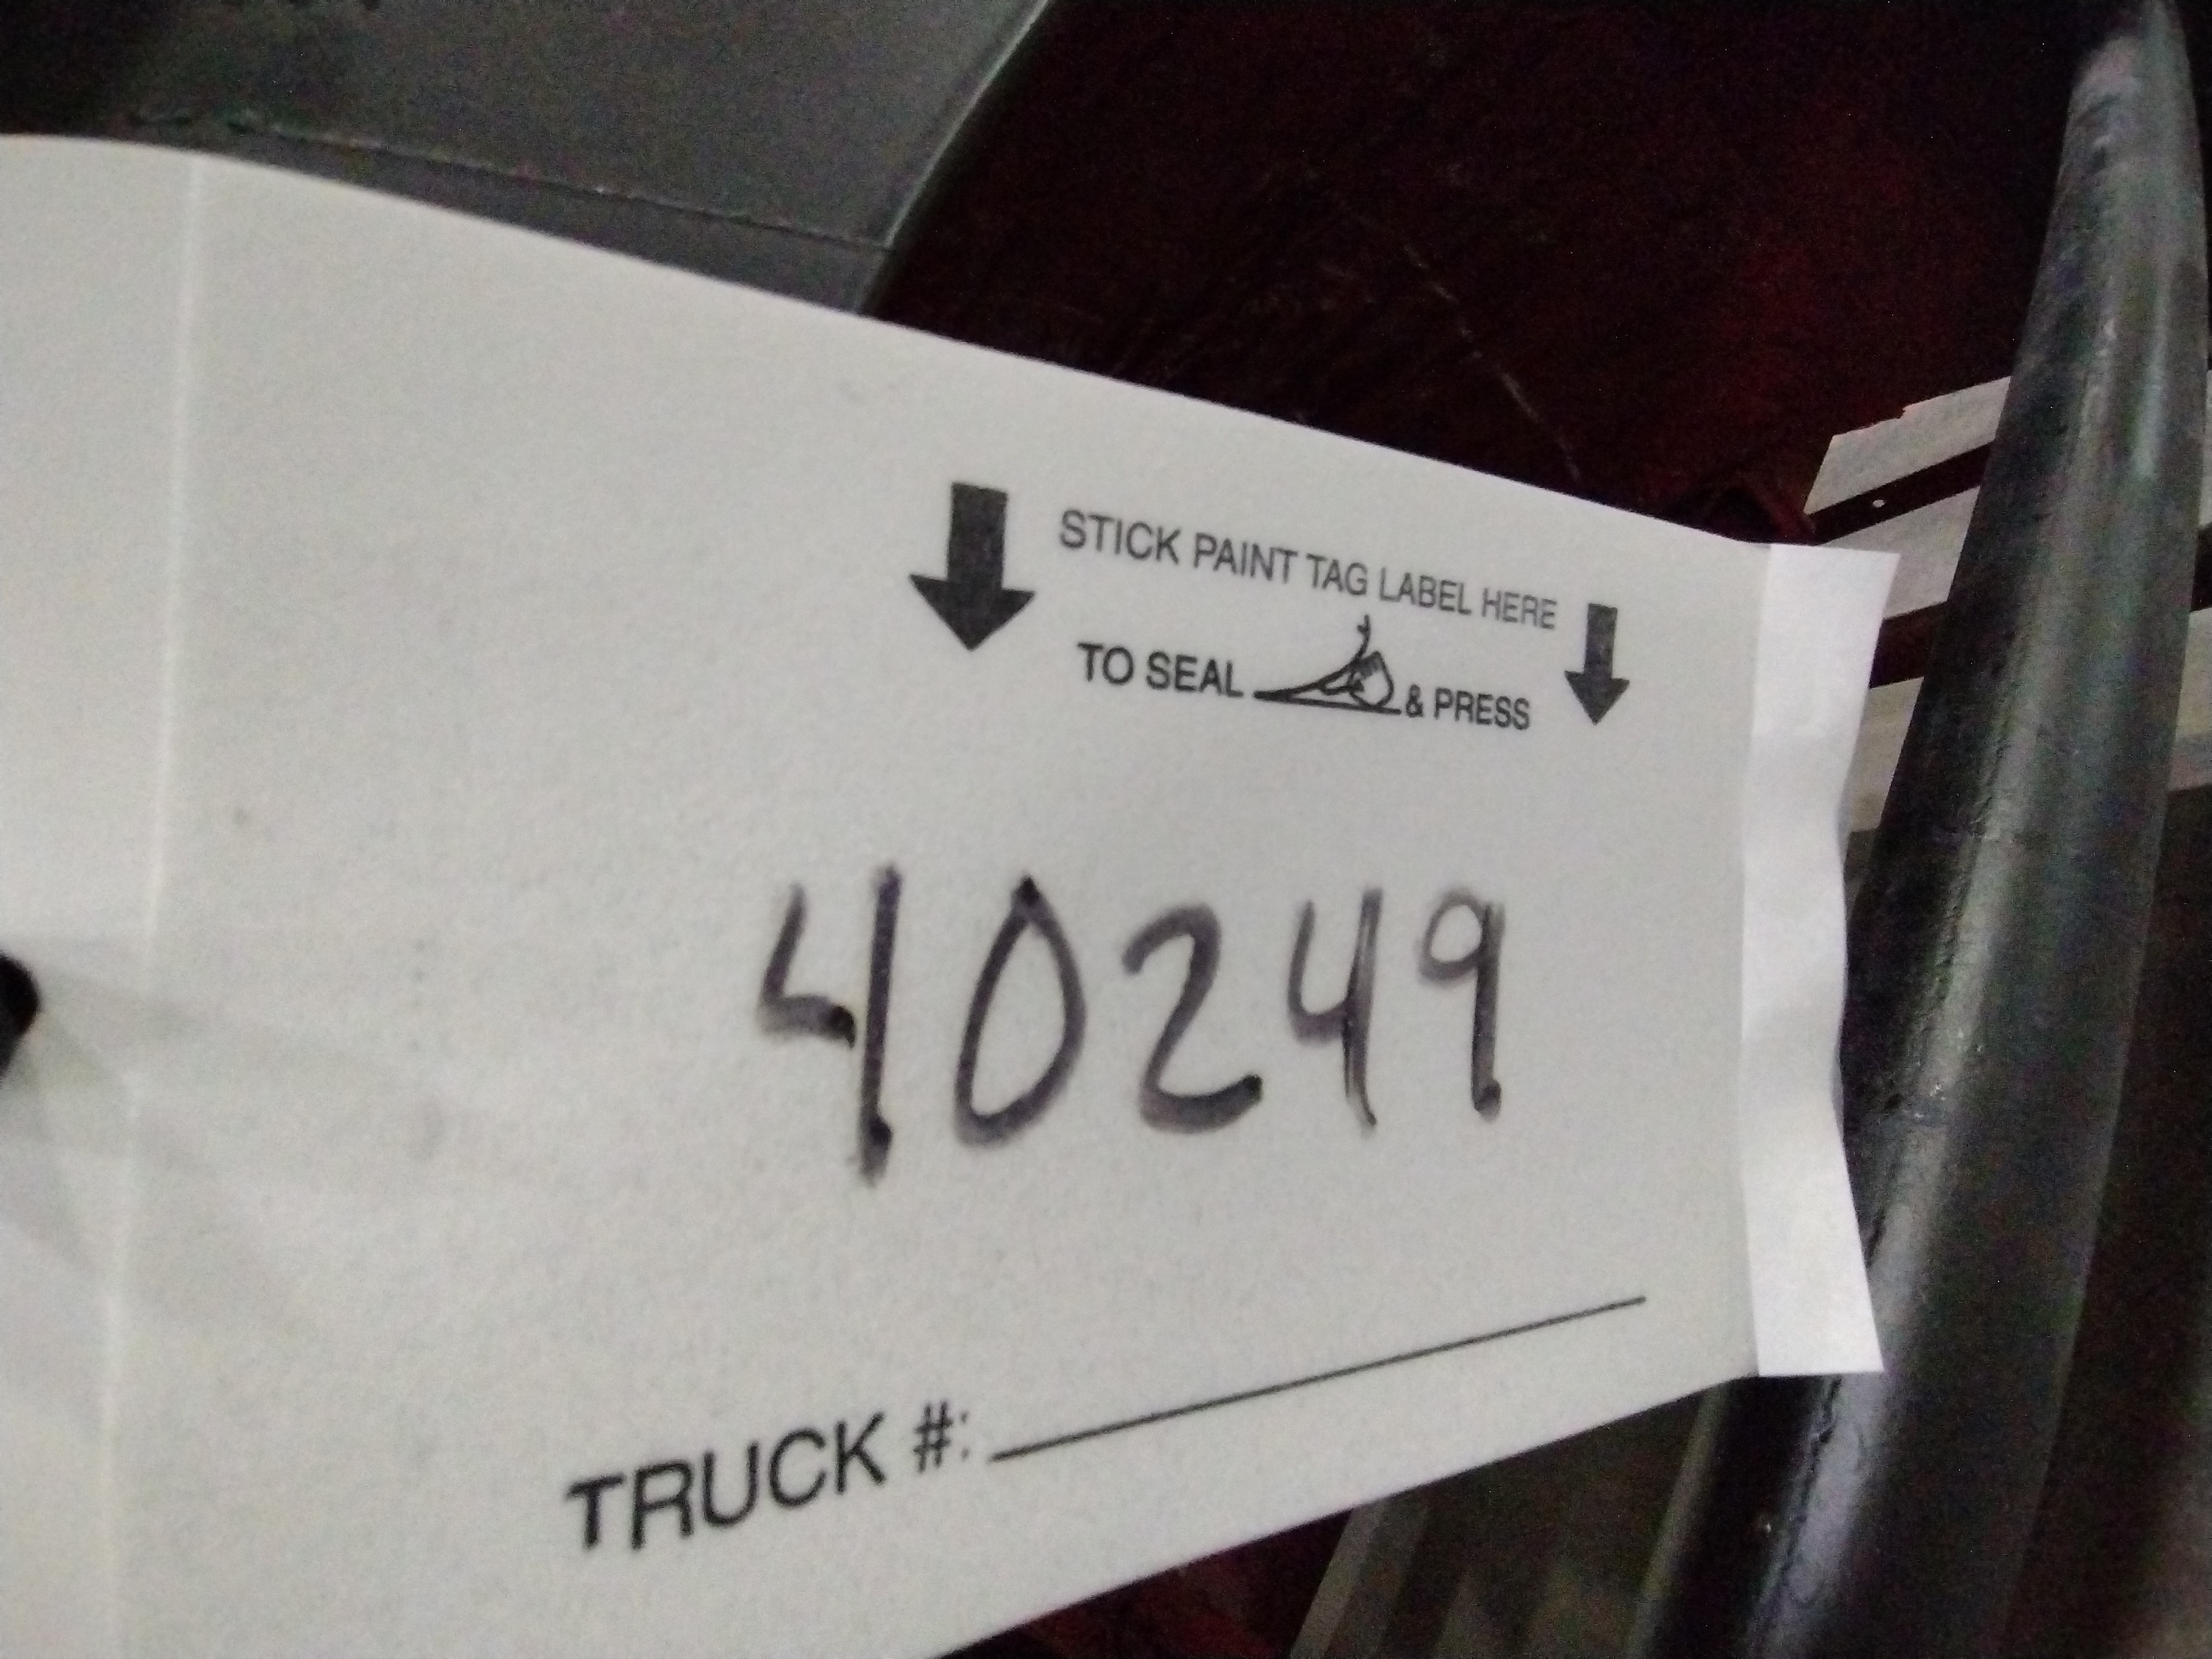 STICK PAINT TAG LABEL HERE
TO SEAL & PRESS
40249
TRUCK #: